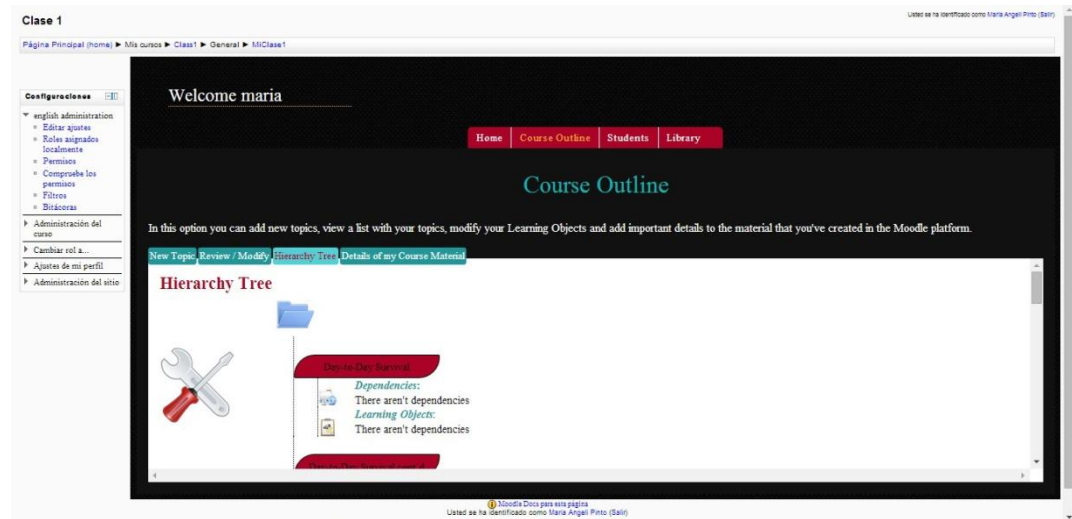 Clase 1
Usted se ha identificado como Maria Angeli Pinto (Salir)
Página Principal (home) ► Mis cursos ► Class1 ► General ► MiClase1
Configuraciones
english administration
Editar ajustes
Roles asignados
localmente
Permisos
Compruebe los
permisos
Filtros
Bitácoras
Administración del
curso
Cambiar rol a...
Ajustes de mi perfil
Administración del sitio
Welcome maria
Home Course Outline Students Library
Course Outline
In this option you can add new topics, view a list with your topics, modify your Learning Objects and add important details to the material that you've created in the Moodle platform.
New Topic Review / Modify Hierarchy Tree Details of my Course Material
Hierarchy Tree
Day-to-Day Survival
Dependencies:
There aren't dependencies
Learning Objects:
There aren't dependencies
Day-to-Day Survival cont'd
Moodle Docs para esta página
Usted se ha identificado como Maria Angeli Pinto (Salir)